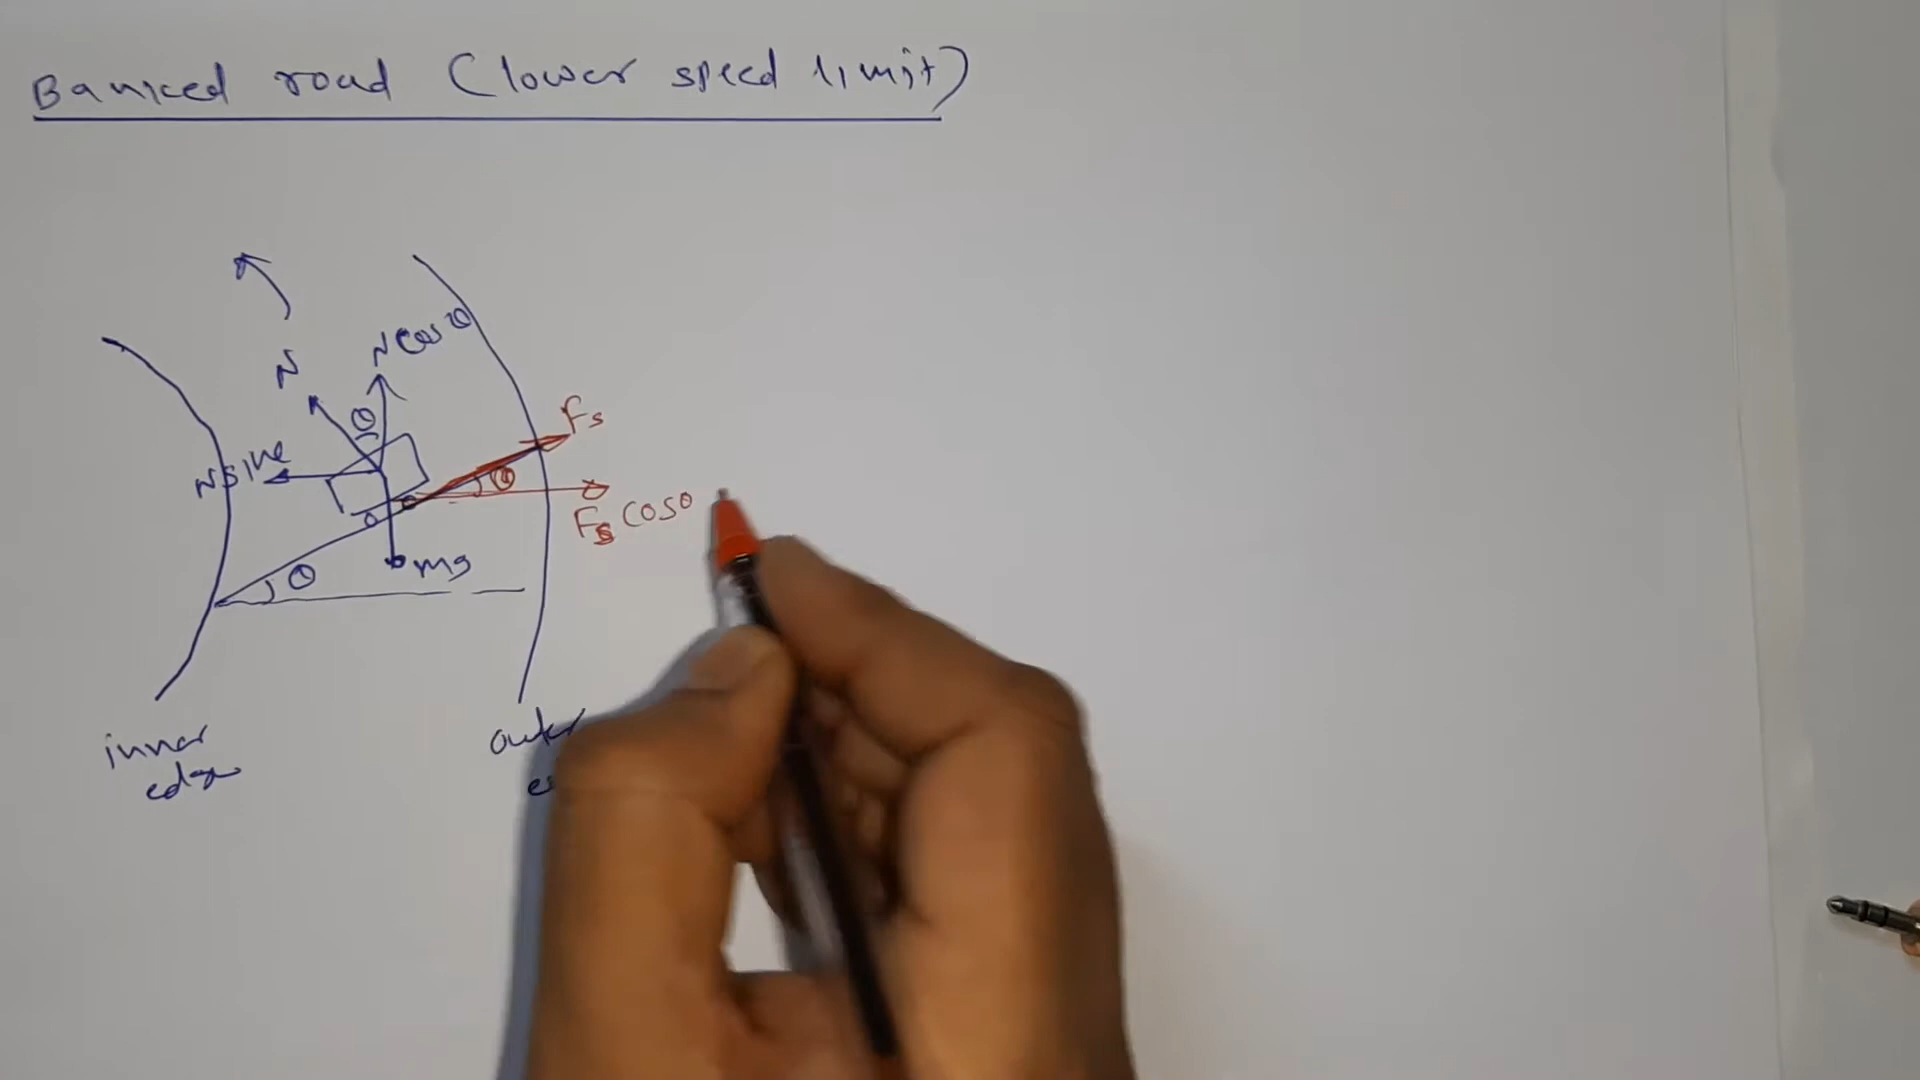 Banked road (lower speed limit)
N cos θ
N
θ
Fs
N sin θ
θ
Fs cos θ
θ
mg
inner
edge
outer